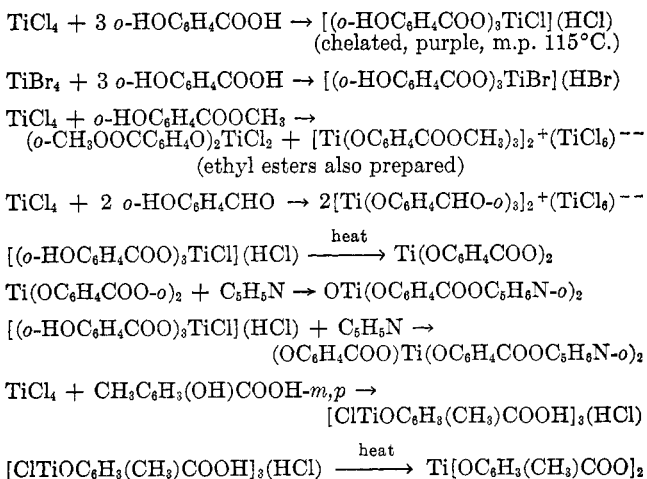 TiCl₄ + 3 o-HOC₆H₄COOH → [(o-HOC₆H₄COO)₃TiCl](HCl)
(chelated, purple, m.p. 115°C.)
TiBr₄ + 3 o-HOC₆H₄COOH → [(o-HOC₆H₄COO)₃TiBr](HBr)
TiCl₄ + o-HOC₆H₄COOCH₃ →
(o-CH₃OOCC₆H₄O)₂TiCl₂ + [Ti(OC₆H₄COOCH₃)₃]₂⁺(TiCl₆)⁻⁻
(ethyl esters also prepared)
TiCl₄ + 2 o-HOC₆H₄CHO → 2[Ti(OC₆H₄CHO-o)₃]₂⁺(TiCl₆)⁻⁻
[(o-HOC₆H₄COO)₃TiCl](HCl) heat → Ti(OC₆H₄COO)₂
Ti(OC₆H₄COO-o)₂ + C₅H₅N → OTi(OC₆H₄COOC₅H₆N-o)₂
[(o-HOC₆H₄COO)₃TiCl](HCl) + C₅H₅N →
(OC₆H₄COO)Ti(OC₆H₄COOC₅H₆N-o)₂
TiCl₄ + CH₃C₆H₃(OH)COOH-m,p →
[ClTiOC₆H₃(CH₃)COOH]₃(HCl)
[ClTiOC₆H₃(CH₃)COOH]₃(HCl) heat → Ti[OC₆H₃(CH₃)COO]₂